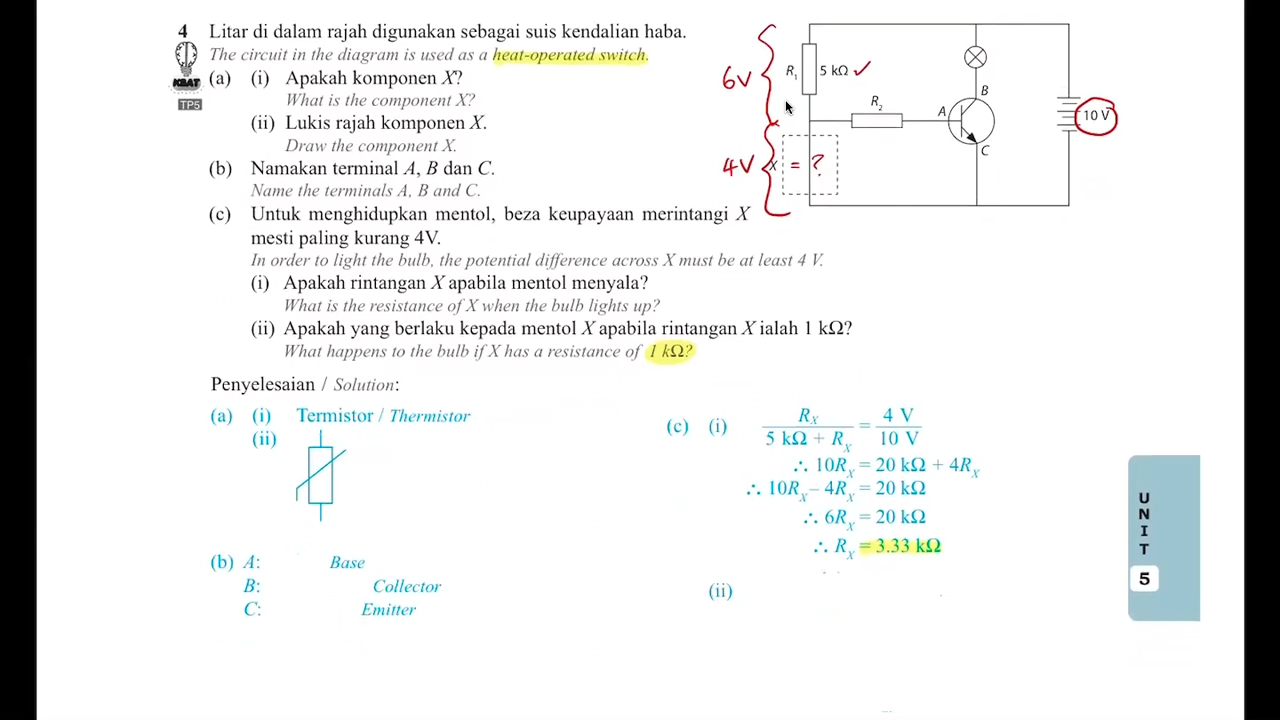 4 Litar di dalam rajah digunakan sebagai suis kendalian haba.
The circuit in the diagram is used as a heat-operated switch.
KBAT
TP5
(a) (i) Apakah komponen X?
What is the component X?
(ii) Lukis rajah komponen X.
Draw the component X.
(b) Namakan terminal A, B dan C.
Name the terminals A, B and C.
(c) Untuk menghidupkan mentol, beza keupayaan merintangi X
mesti paling kurang 4V.
In order to light the bulb, the potential difference across X must be at least 4 V.
(i) Apakah rintangan X apabila mentol menyala?
What is the resistance of X when the bulb lights up?
(ii) Apakah yang berlaku kepada mentol X apabila rintangan X ialah 1 kΩ?
What happens to the bulb if X has a resistance of 1 kΩ?
6V
R₁ 5 kΩ ✓
R₂
A
B
C
10 V
4V
X = ?
Penyelesaian / Solution:
(a) (i) Termistor / Thermistor
(ii)
(b) A: Base
B: Collector
C: Emitter
(c) (i) Rₓ / (5 kΩ + Rₓ) = 4 V / 10 V
∴ 10Rₓ = 20 kΩ + 4Rₓ
∴ 10Rₓ – 4Rₓ = 20 kΩ
∴ 6Rₓ = 20 kΩ
∴ Rₓ = 3.33 kΩ
(ii)
UNIT
5